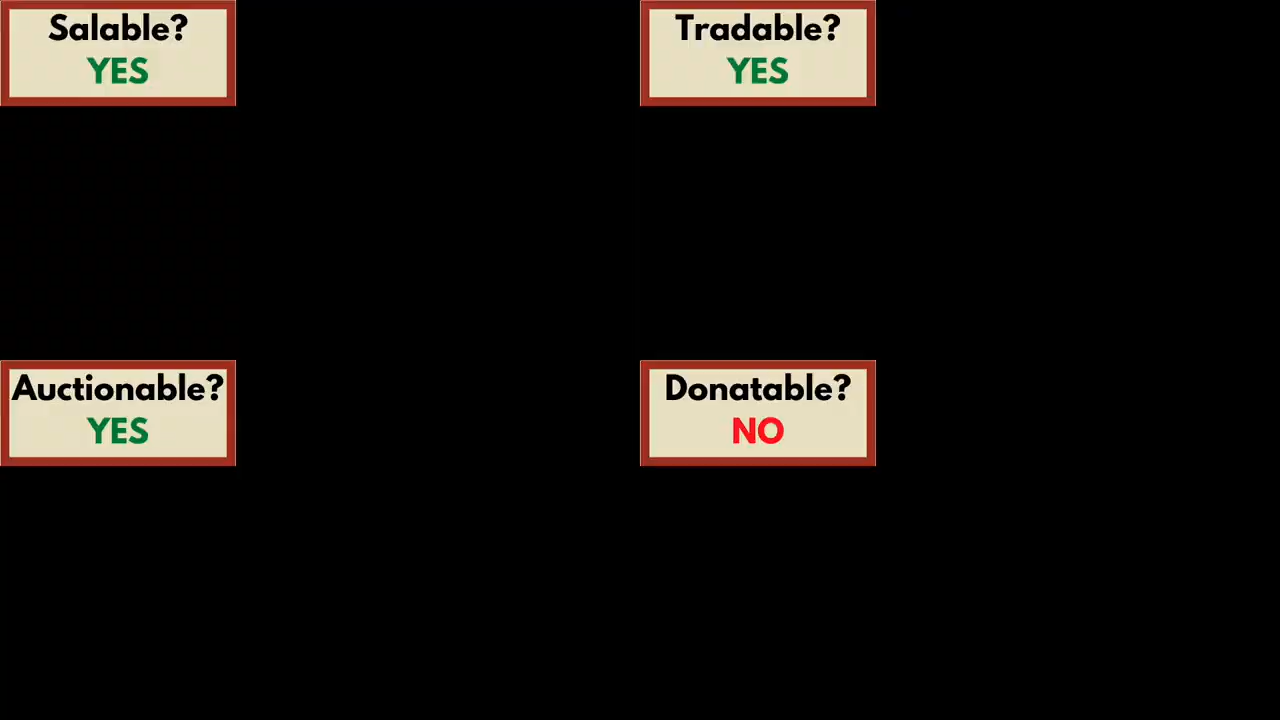 Salable?
YES
Tradable?
YES
Auctionable?
YES
Donatable?
NO